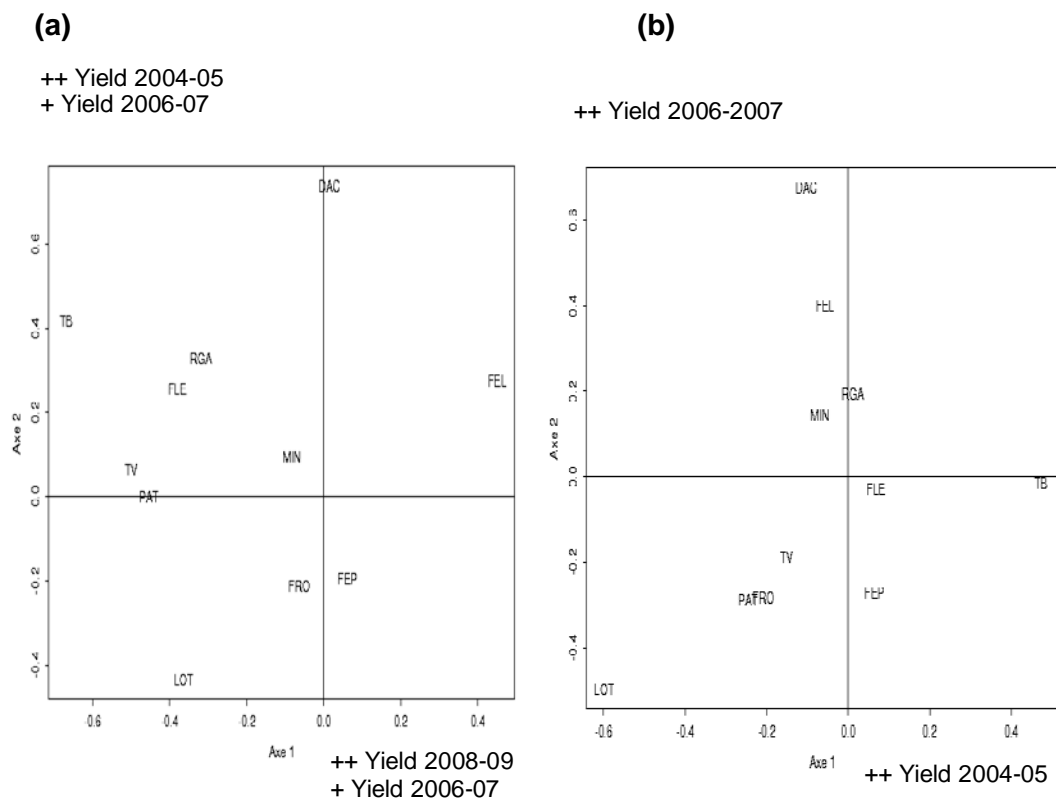 (a)
(b)
++ Yield 2004-05
+ Yield 2006-07
++ Yield 2006-2007
DAC
TB
RGA
FLE
FEL
TV
MIN
PAT
FRO
FEP
LOT
0.6
0.4
0.2
0.0
-0.2
-0.4
Axe 2
-0.6
-0.4
-0.2
0.0
0.2
0.4
Axe 1
++ Yield 2008-09
+ Yield 2006-07
DAC
FEL
RGA
MIN
FLE
TB
TV
PAT
FRO
FEP
LOT
0.6
0.4
0.2
0.0
-0.2
-0.4
Axe 2
-0.6
-0.4
-0.2
0.0
0.2
0.4
Axe 1
++ Yield 2004-05